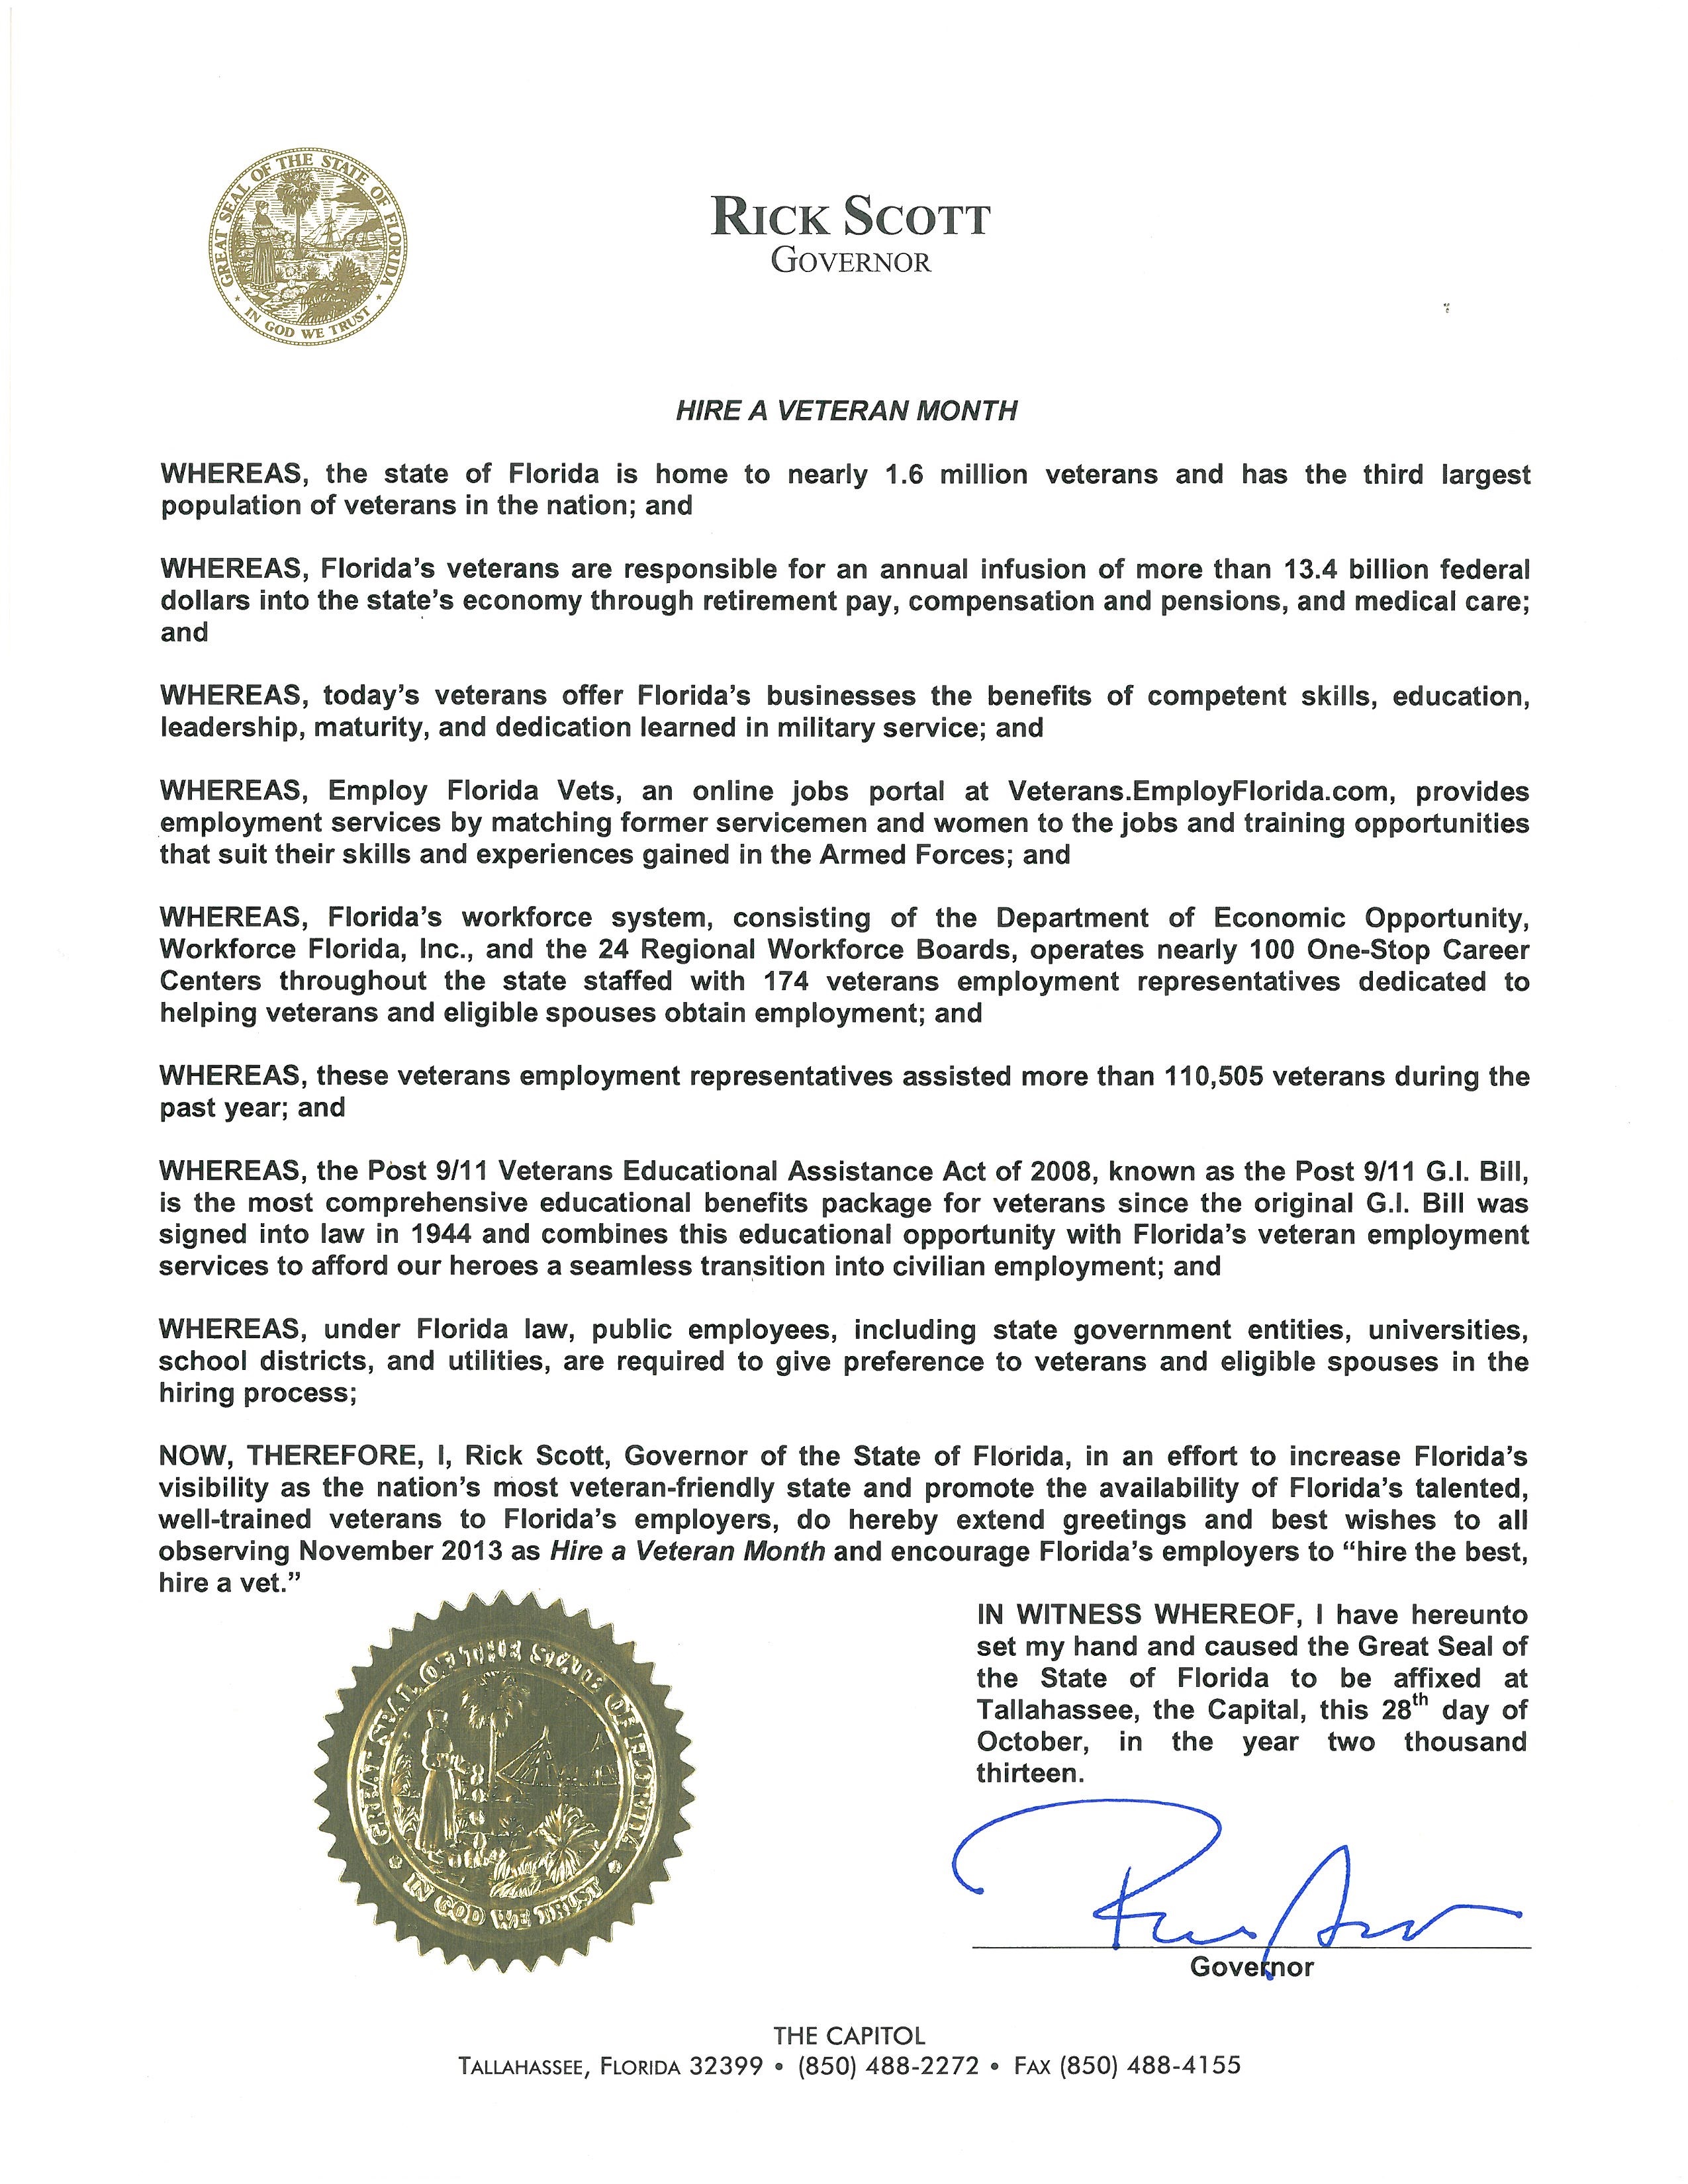 GREAT SEAL OF THE STATE OF FLORIDA
IN GOD WE TRUST
RICK SCOTT
GOVERNOR
HIRE A VETERAN MONTH
WHEREAS, the state of Florida is home to nearly 1.6 million veterans and has the third largest
population of veterans in the nation; and
WHEREAS, Florida's veterans are responsible for an annual infusion of more than 13.4 billion federal
dollars into the state's economy through retirement pay, compensation and pensions, and medical care;
and
WHEREAS, today's veterans offer Florida's businesses the benefits of competent skills, education,
leadership, maturity, and dedication learned in military service; and
WHEREAS, Employ Florida Vets, an online jobs portal at Veterans.EmployFlorida.com, provides
employment services by matching former servicemen and women to the jobs and training opportunities
that suit their skills and experiences gained in the Armed Forces; and
WHEREAS, Florida's workforce system, consisting of the Department of Economic Opportunity,
Workforce Florida, Inc., and the 24 Regional Workforce Boards, operates nearly 100 One-Stop Career
Centers throughout the state staffed with 174 veterans employment representatives dedicated to
helping veterans and eligible spouses obtain employment; and
WHEREAS, these veterans employment representatives assisted more than 110,505 veterans during the
past year; and
WHEREAS, the Post 9/11 Veterans Educational Assistance Act of 2008, known as the Post 9/11 G.I. Bill,
is the most comprehensive educational benefits package for veterans since the original G.I. Bill was
signed into law in 1944 and combines this educational opportunity with Florida's veteran employment
services to afford our heroes a seamless transition into civilian employment; and
WHEREAS, under Florida law, public employees, including state government entities, universities,
school districts, and utilities, are required to give preference to veterans and eligible spouses in the
hiring process;
NOW, THEREFORE, I, Rick Scott, Governor of the State of Florida, in an effort to increase Florida's
visibility as the nation's most veteran-friendly state and promote the availability of Florida's talented,
well-trained veterans to Florida's employers, do hereby extend greetings and best wishes to all
observing November 2013 as Hire a Veteran Month and encourage Florida's employers to "hire the best,
hire a vet."
GREAT SEAL OF THE STATE OF FLORIDA
IN GOD WE TRUST
IN WITNESS WHEREOF, I have hereunto
set my hand and caused the Great Seal of
the State of Florida to be affixed at
Tallahassee, the Capital, this 28th day of
October, in the year two thousand
thirteen.
Governor
THE CAPITOL
TALLAHASSEE, FLORIDA 32399 • (850) 488-2272 • FAX (850) 488-4155